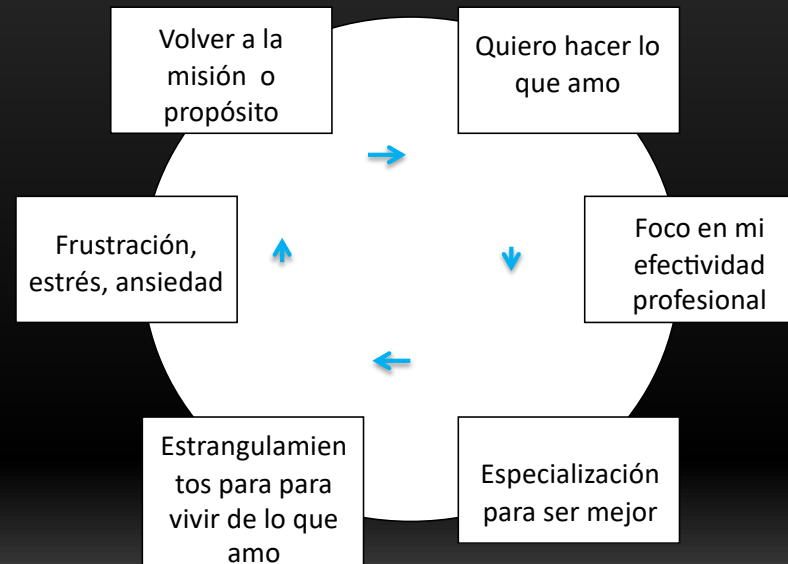 Volver a la
misión o
propósito
Quiero hacer lo
que amo
Foco en mi
efectividad
profesional
Especialización
para ser mejor
Estrangulamien
tos para para
vivir de lo que
amo
Frustración,
estrés, ansiedad